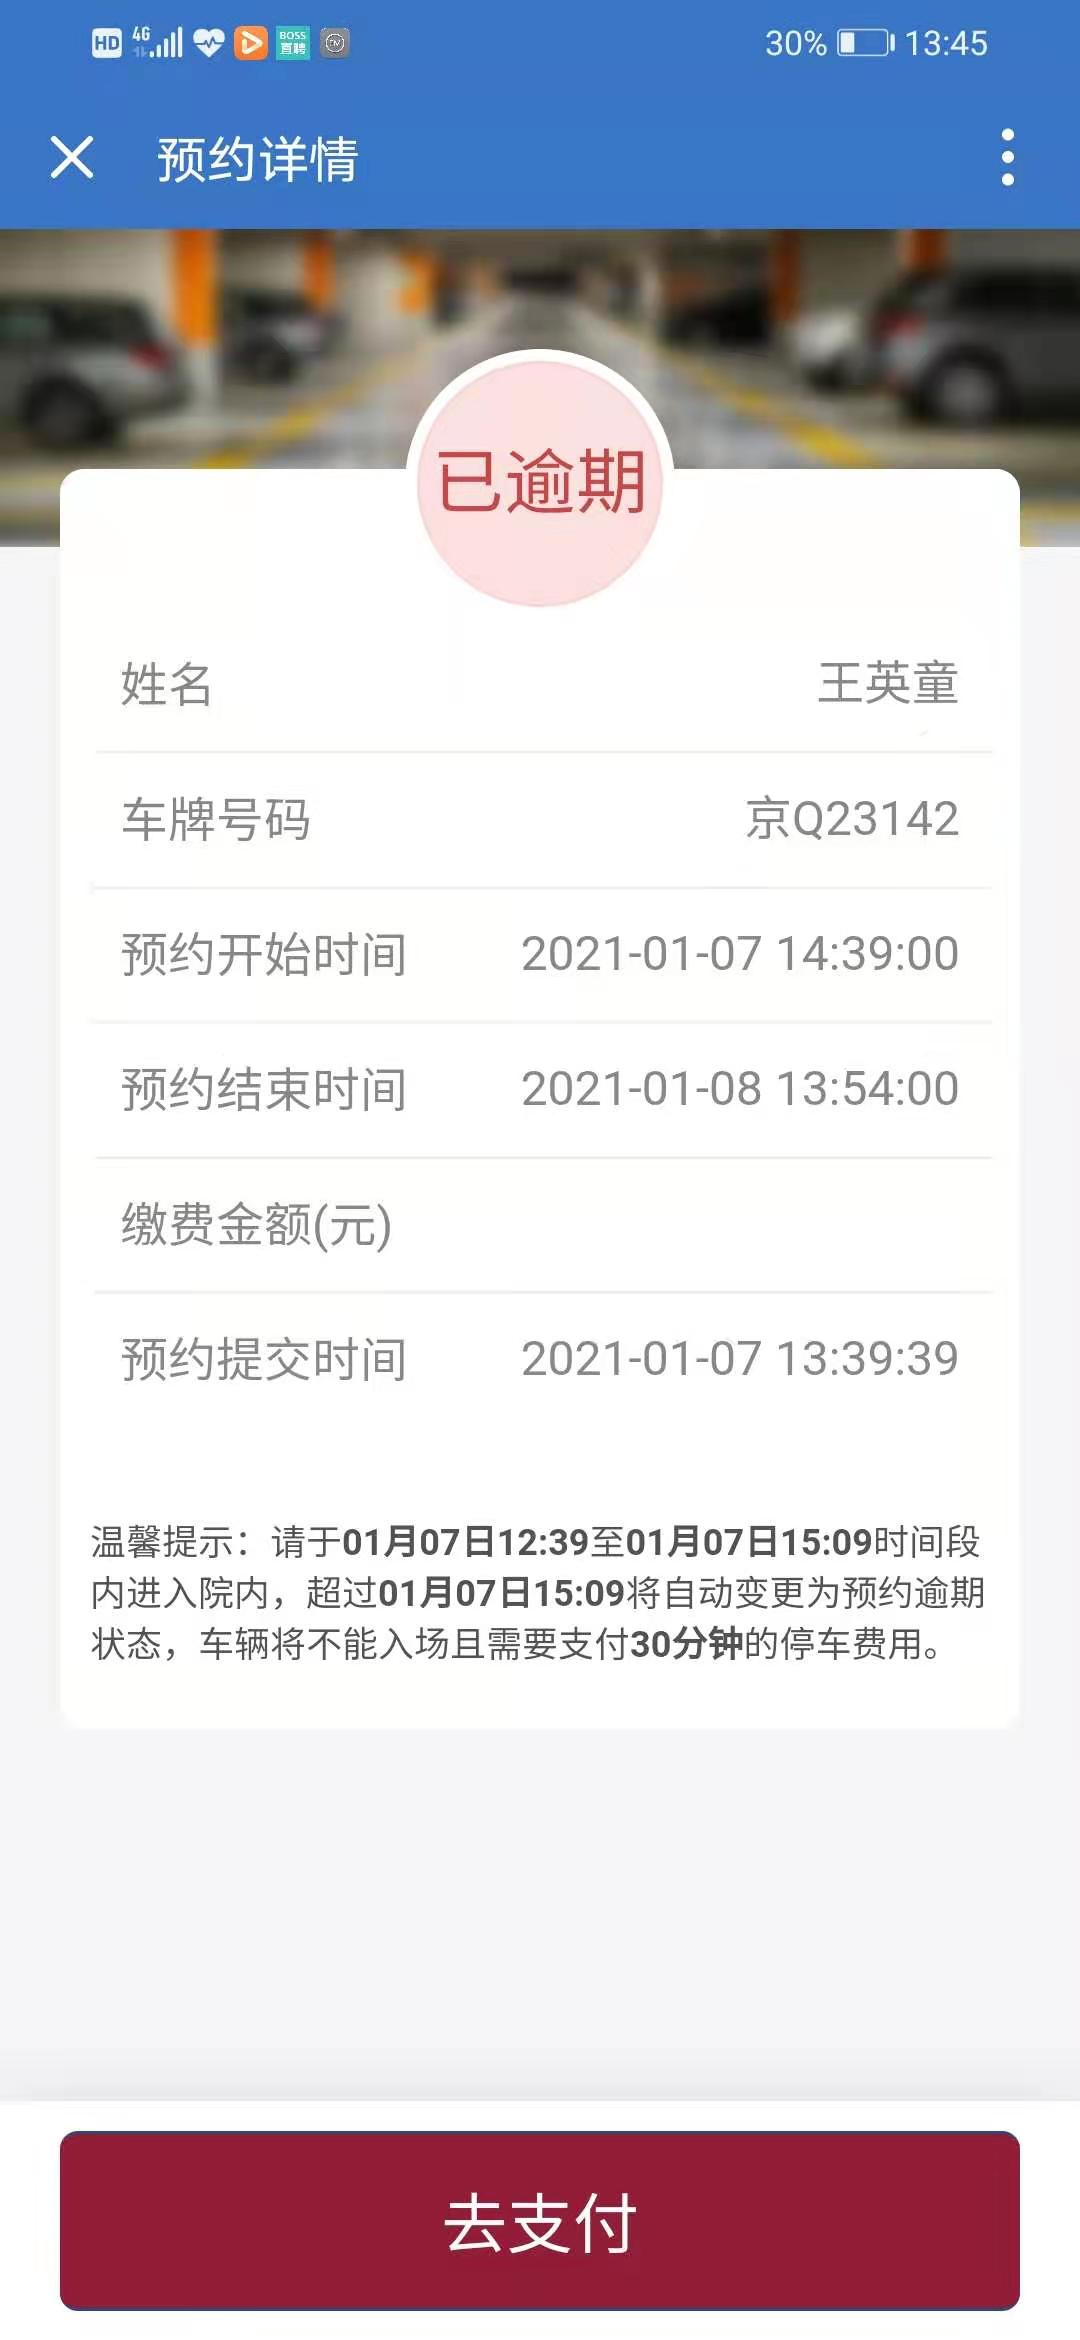 HD 4G BOSS直聘 30% 13:45
预约详情
已逾期
姓名 王英童
车牌号码 京Q23142
预约开始时间 2021-01-07 14:39:00
预约结束时间 2021-01-08 13:54:00
缴费金额(元)
预约提交时间 2021-01-07 13:39:39
温馨提示：请于01月07日12:39至01月07日15:09时间段
内进入院内，超过01月07日15:09将自动变更为预约逾期
状态，车辆将不能入场且需要支付30分钟的停车费用。
去支付